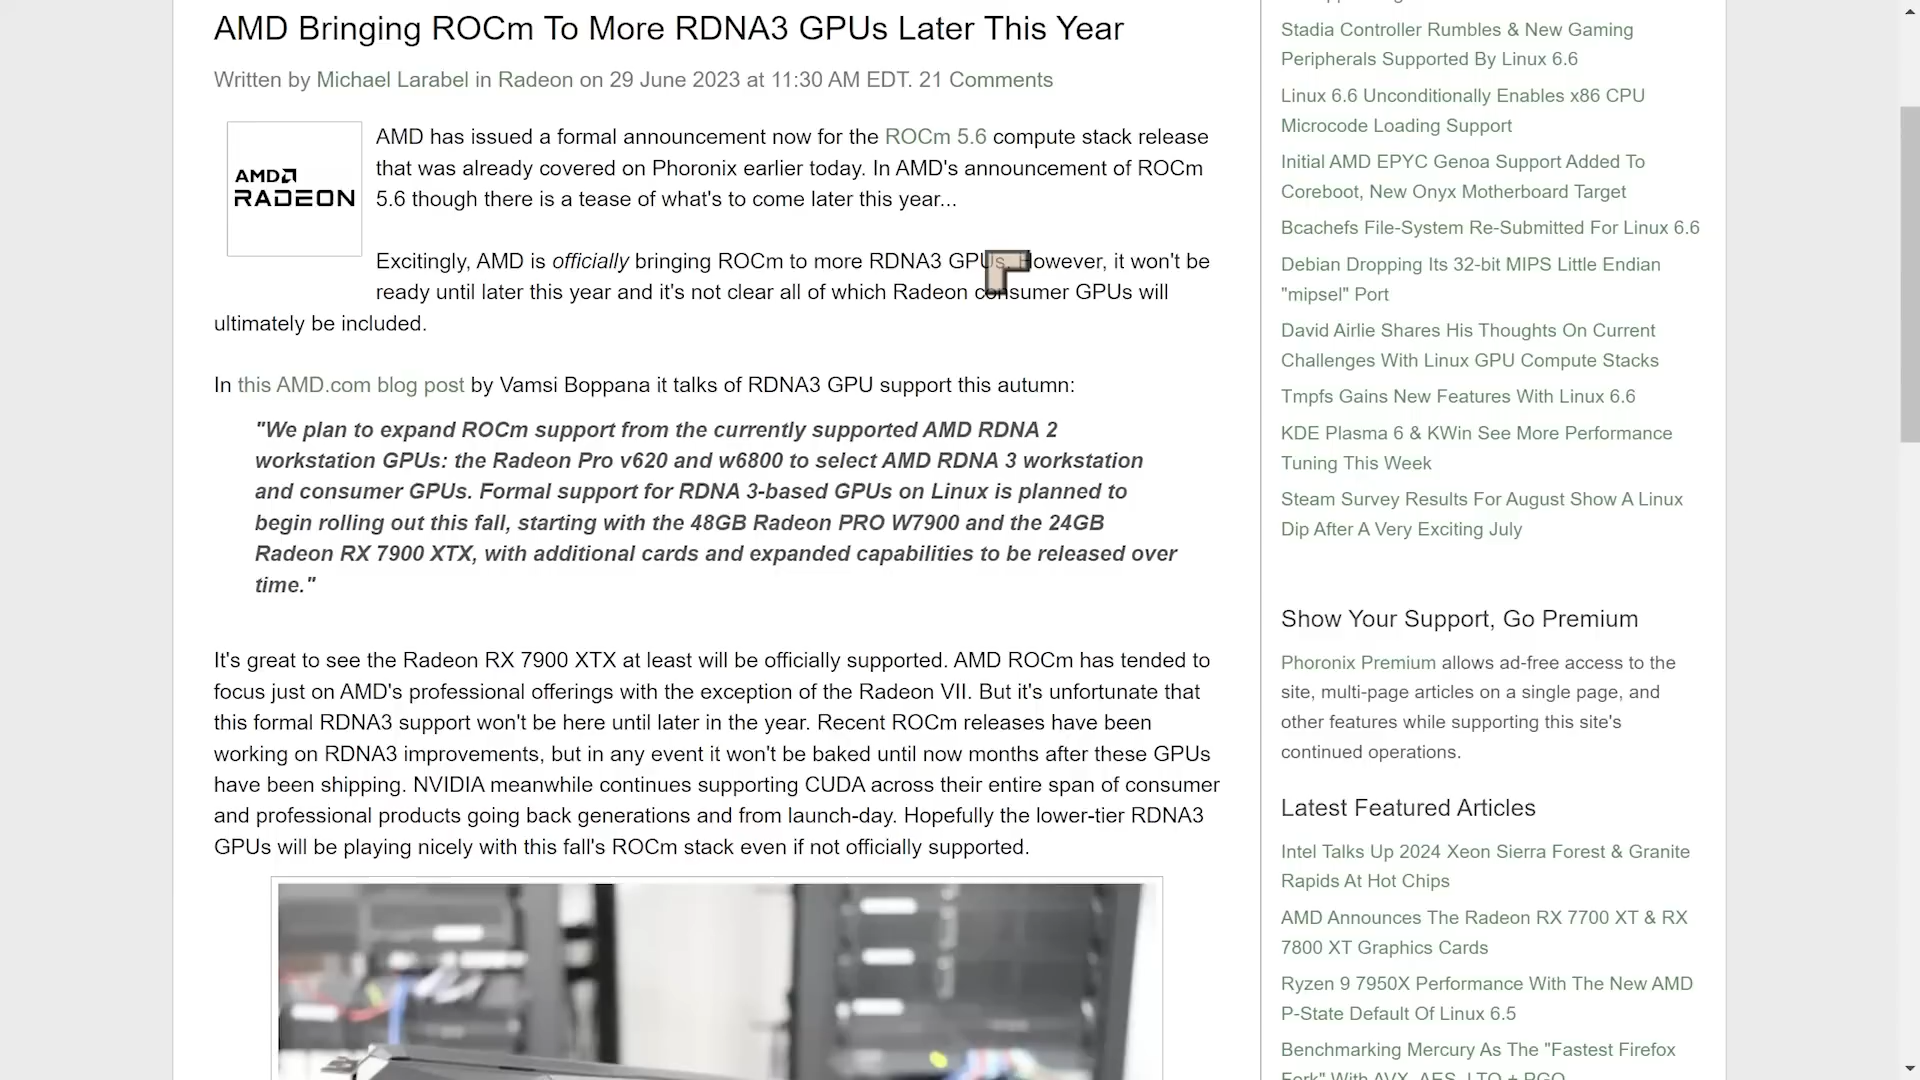 AMD Bringing ROCm To More RDNA3 GPUs Later This Year
Written by Michael Larabel in Radeon on 29 June 2023 at 11:30 AM EDT. 21 Comments
AMD
RADEON
AMD has issued a formal announcement now for the ROCm 5.6 compute stack release
that was already covered on Phoronix earlier today. In AMD's announcement of ROCm
5.6 though there is a tease of what's to come later this year...
Excitingly, AMD is officially bringing ROCm to more RDNA3 GPUs. However, it won't be
ready until later this year and it's not clear all of which Radeon consumer GPUs will
ultimately be included.
In this AMD.com blog post by Vamsi Boppana it talks of RDNA3 GPU support this autumn:
"We plan to expand ROCm support from the currently supported AMD RDNA 2
workstation GPUs: the Radeon Pro v620 and w6800 to select AMD RDNA 3 workstation
and consumer GPUs. Formal support for RDNA 3-based GPUs on Linux is planned to
begin rolling out this fall, starting with the 48GB Radeon PRO W7900 and the 24GB
Radeon RX 7900 XTX, with additional cards and expanded capabilities to be released over
time."
It's great to see the Radeon RX 7900 XTX at least will be officially supported. AMD ROCm has tended to
focus just on AMD's professional offerings with the exception of the Radeon VII. But it's unfortunate that
this formal RDNA3 support won't be here until later in the year. Recent ROCm releases have been
working on RDNA3 improvements, but in any event it won't be baked until now months after these GPUs
have been shipping. NVIDIA meanwhile continues supporting CUDA across their entire span of consumer
and professional products going back generations and from launch-day. Hopefully the lower-tier RDNA3
GPUs will be playing nicely with this fall's ROCm stack even if not officially supported.
Stadia Controller Rumbles & New Gaming
Peripherals Supported By Linux 6.6
Linux 6.6 Unconditionally Enables x86 CPU
Microcode Loading Support
Initial AMD EPYC Genoa Support Added To
Coreboot, New Onyx Motherboard Target
Bcachefs File-System Re-Submitted For Linux 6.6
Debian Dropping Its 32-bit MIPS Little Endian
"mipsel" Port
David Airlie Shares His Thoughts On Current
Challenges With Linux GPU Compute Stacks
Tmpfs Gains New Features With Linux 6.6
KDE Plasma 6 & KWin See More Performance
Tuning This Week
Steam Survey Results For August Show A Linux
Dip After A Very Exciting July
Show Your Support, Go Premium
Phoronix Premium allows ad-free access to the
site, multi-page articles on a single page, and
other features while supporting this site's
continued operations.
Latest Featured Articles
Intel Talks Up 2024 Xeon Sierra Forest & Granite
Rapids At Hot Chips
AMD Announces The Radeon RX 7700 XT & RX
7800 XT Graphics Cards
Ryzen 9 7950X Performance With The New AMD
P-State Default Of Linux 6.5
Benchmarking Mercury As The "Fastest Firefox
Fork" With AVX, AES, LTO + PGO